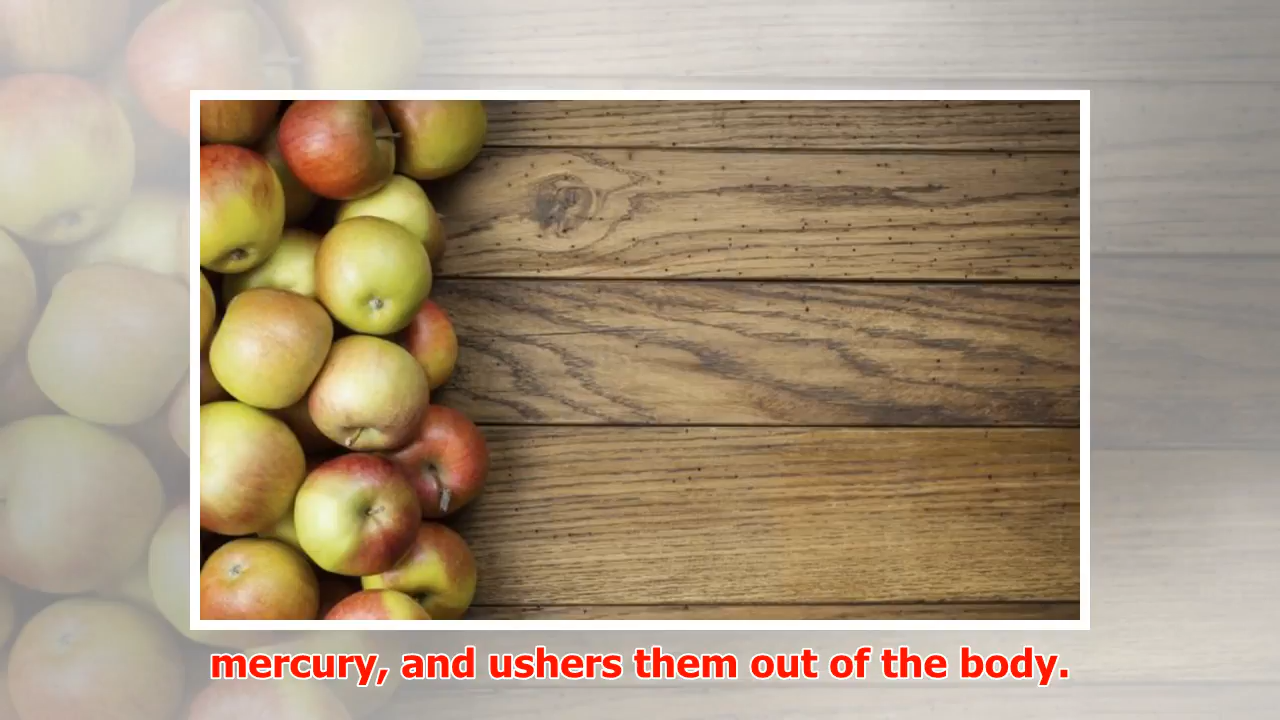 mercury, and ushers them out of the body.